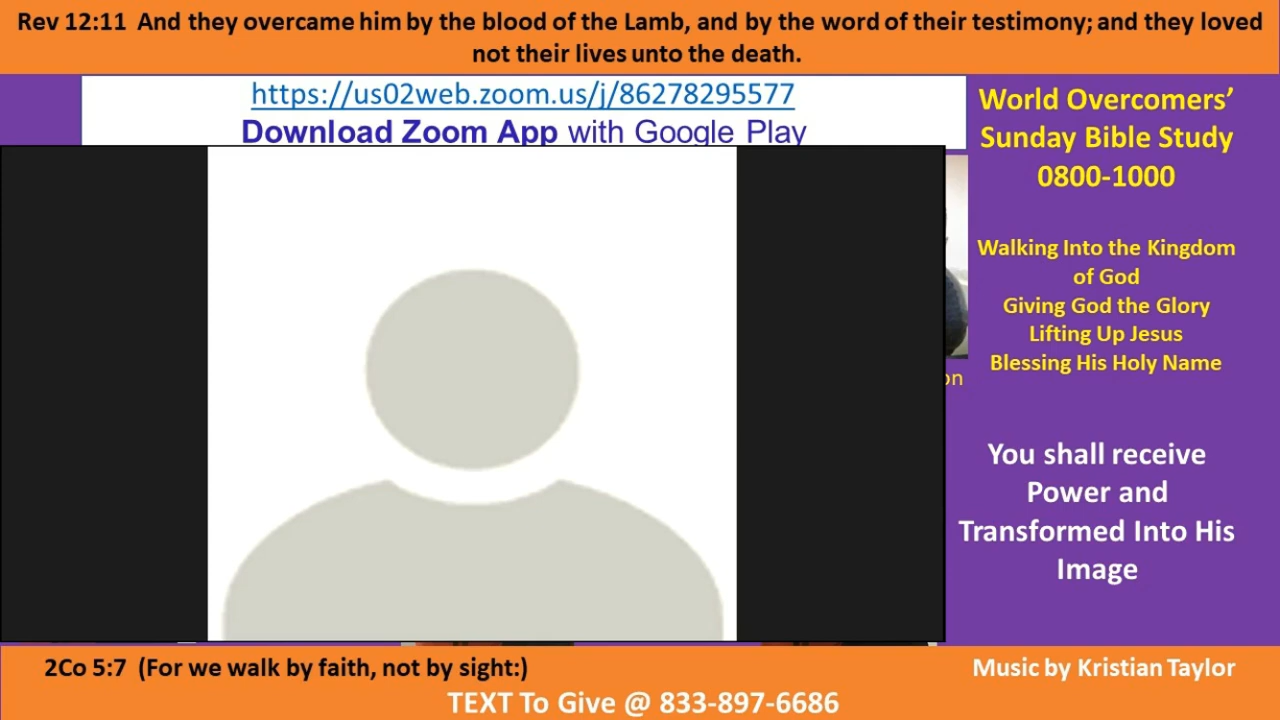 Rev 12:11  And they overcame him by the blood of the Lamb, and by the word of their testimony; and they loved
not their lives unto the death.
https://us02web.zoom.us/j/86278295577
Download Zoom App with Google Play
World Overcomers’
Sunday Bible Study
0800-1000
Walking Into the Kingdom
of God
Giving God the Glory
Lifting Up Jesus
Blessing His Holy Name
You shall receive
Power and
Transformed Into His
Image
2Co 5:7  (For we walk by faith, not by sight:)
Music by Kristian Taylor
TEXT To Give @ 833-897-6686